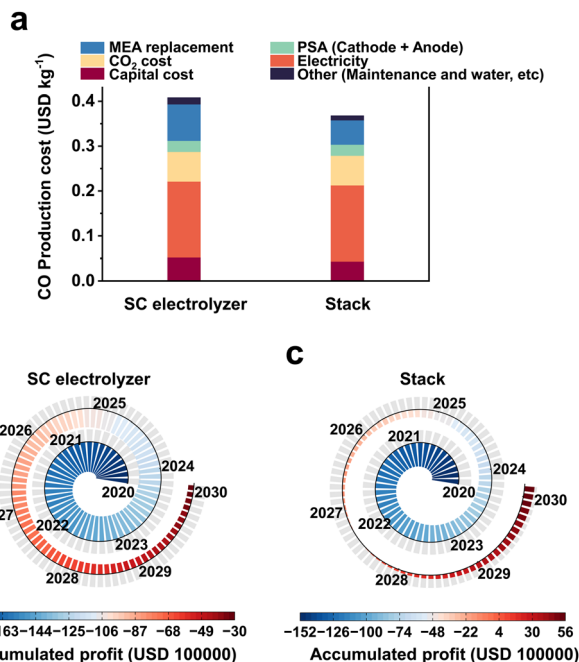 a
MEA replacement
CO2 cost
Capital cost
PSA (Cathode + Anode)
Electricity
Other (Maintenance and water, etc)
CO Production cost (USD kg-1)
0.4
0.3
0.2
0.1
0.0
SC electrolyzer
Stack
c
SC electrolyzer
2025
2026
2021
2024
2020
2030
27
2022
2023
2028
2029
163 -144 -125 -106 -87 -68 -49 -30
umulated profit (USD 100000)
Stack
2025
2026
2021
2024
2020
2030
2027
2022
2023
2028
2029
-152 -126 -100 -74 -48 -22 4 30 56
Accumulated profit (USD 100000)